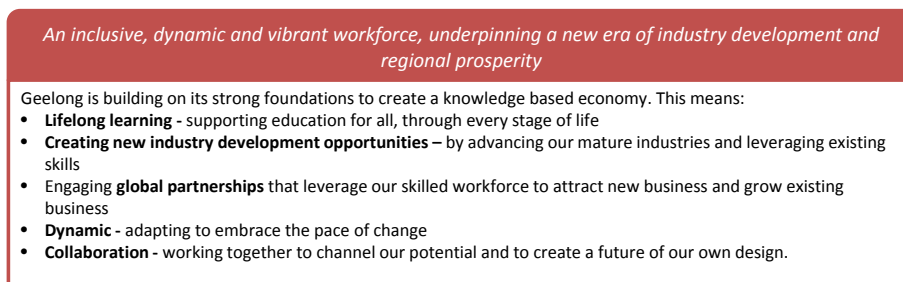 An inclusive, dynamic and vibrant workforce, underpinning a new era of industry development and
regional prosperity
Geelong is building on its strong foundations to create a knowledge based economy. This means:
• Lifelong learning - supporting education for all, through every stage of life
• Creating new industry development opportunities – by advancing our mature industries and leveraging existing
skills
• Engaging global partnerships that leverage our skilled workforce to attract new business and grow existing
business
• Dynamic - adapting to embrace the pace of change
• Collaboration - working together to channel our potential and to create a future of our own design.